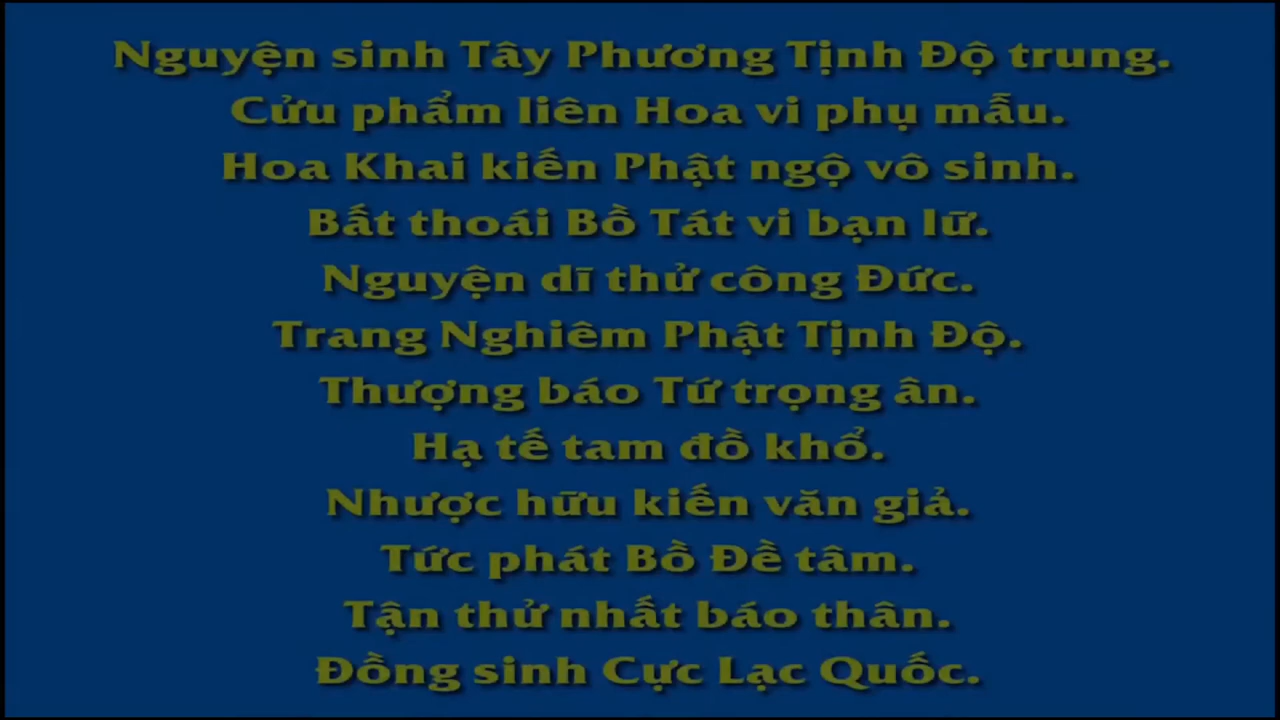 Nguyện sinh Tây Phương Tịnh Độ trung.
Cửu phẩm liên Hoa vi phụ mẫu.
Hoa Khai kiến Phật ngộ vô sinh.
Bất thoái Bồ Tát vi bạn lữ.
Nguyện dĩ thử công Đức.
Trang Nghiêm Phật Tịnh Độ.
Thượng báo Tứ trọng ân.
Hạ tế tam đồ khổ.
Nhược hữu kiến văn giả.
Tức phát Bồ Đề tâm.
Tận thử nhất báo thân.
Đồng sinh Cực Lạc Quốc.